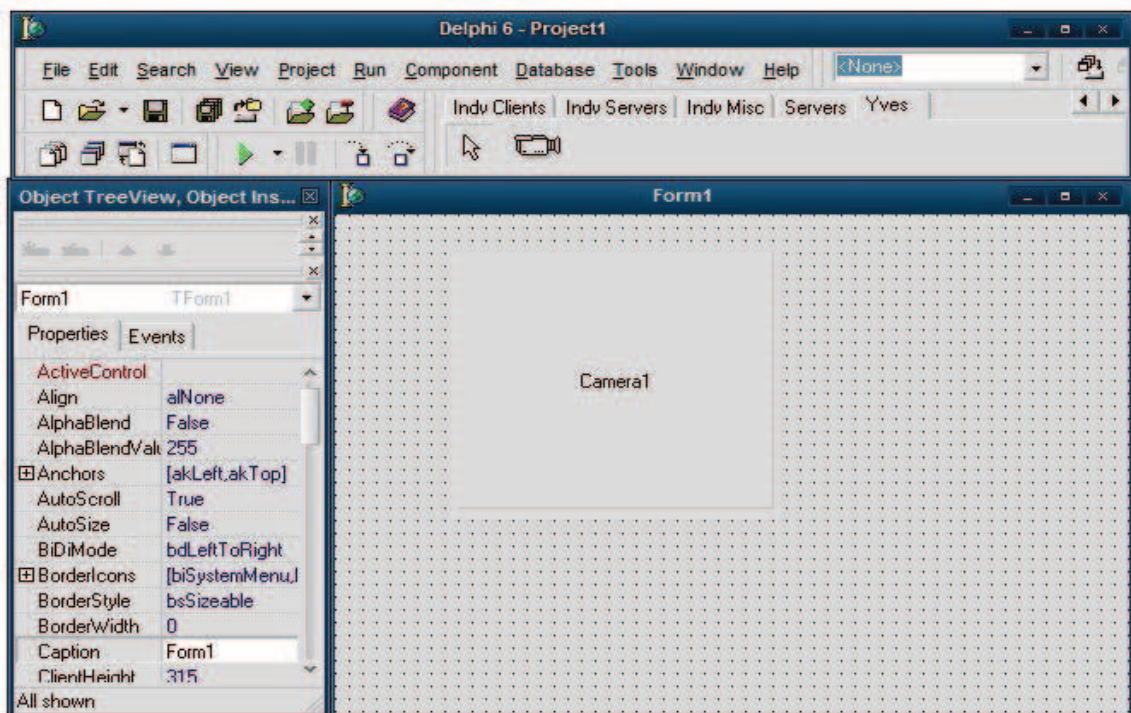 Delphi 6 - Project1
File Edit Search View Project Run Component Database Tools Window Help
<None>
Indy Clients Indy Servers Indy Misc Servers Yves
Object TreeView, Object Ins...
Form1
Form1 TForm1
Properties Events
ActiveControl
Align alNone
AlphaBlend False
AlphaBlendValu 255
Anchors [akLeft,akTop]
AutoScroll True
AutoSize False
BiDiMode bdLeftToRight
BorderIcons [biSystemMenu,
BorderStyle bsSizeable
BorderWidth 0
Caption Form1
ClientHeight 315
All shown
Camera1